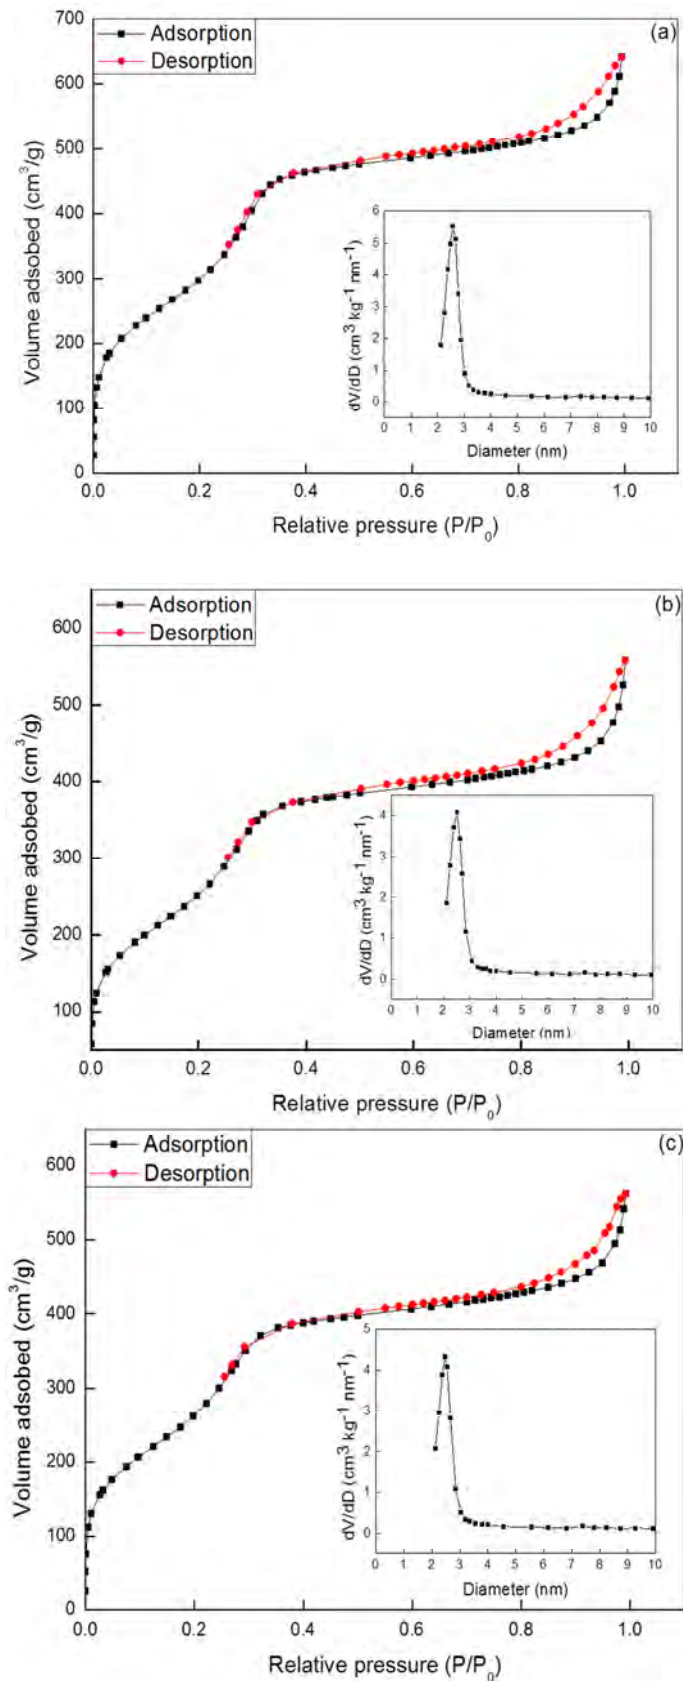 (a)
Adsorption
Desorption
700
600
500
400
300
200
100
0
Volume adsobed (cm³/g)
0.0 0.2 0.4 0.6 0.8 1.0
Relative pressure (P/P₀)
6
5
4
3
2
1
0
dV/dD (cm³ kg⁻¹ nm⁻¹)
0 1 2 3 4 5 6 7 8 9 10
Diameter (nm)
(b)
Adsorption
Desorption
600
500
400
300
200
100
Volume adsobed (cm³/g)
0.0 0.2 0.4 0.6 0.8 1.0
Relative pressure (P/P₀)
4
3
2
1
0
dV/dD (cm³ kg⁻¹ nm⁻¹)
0 1 2 3 4 5 6 7 8 9 10
Diameter (nm)
(c)
Adsorption
Desorption
600
500
400
300
200
100
0
Volume adsobed (cm³/g)
0.0 0.2 0.4 0.6 0.8 1.0
Relative pressure (P/P₀)
5
4
3
2
1
0
dV/dD (cm³ kg⁻¹ nm⁻¹)
0 1 2 3 4 5 6 7 8 9 10
Diameter (nm)